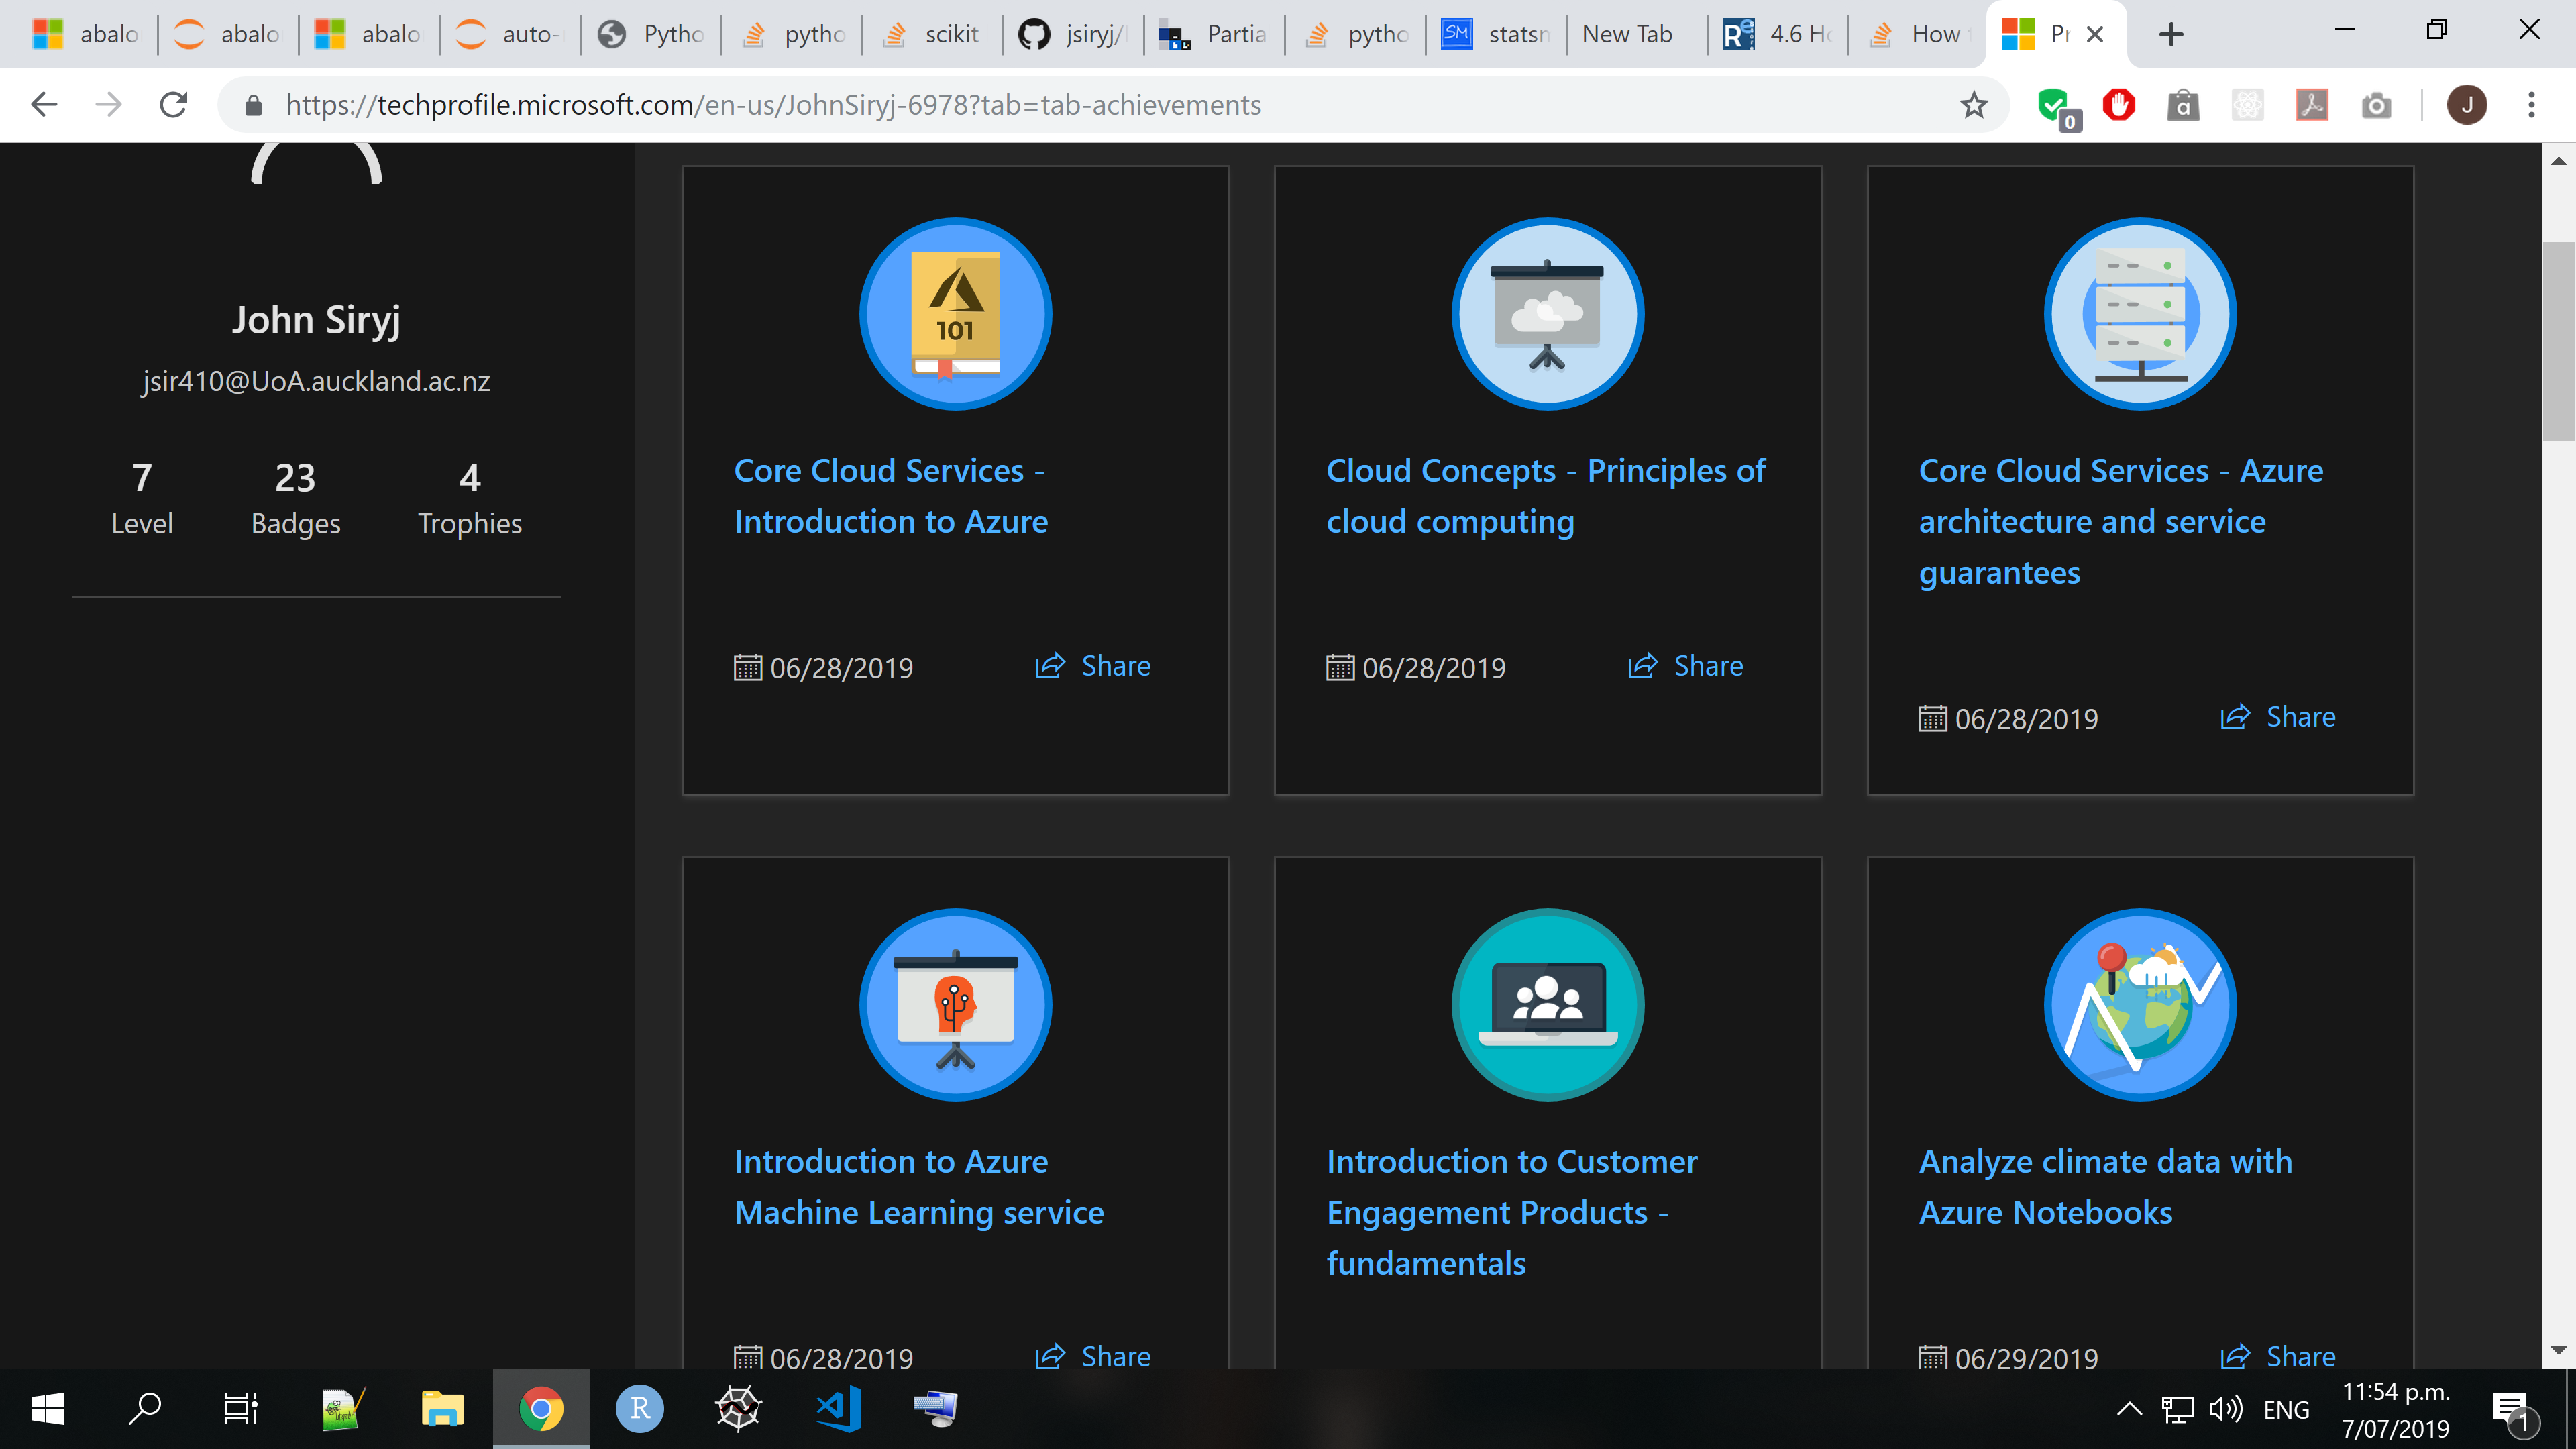 abalo
abalo
abalo
auto-
Pytho
pytho
scikit
jsiryj/
Partia
pytho
SM statsm
New Tab
4.6 Ho
How
Pr
https://techprofile.microsoft.com/en-us/JohnSiryj-6978?tab=tab-achievements
0
J
John Siryj
jsir410@UoA.auckland.ac.nz
7 23 4
Level Badges Trophies
101
Core Cloud Services -
Introduction to Azure
06/28/2019 Share
Cloud Concepts - Principles of
cloud computing
06/28/2019 Share
Core Cloud Services - Azure
architecture and service
guarantees
06/28/2019 Share
Introduction to Azure
Machine Learning service
06/28/2019 Share
Introduction to Customer
Engagement Products -
fundamentals
Analyze climate data with
Azure Notebooks
06/29/2019 Share
R
ENG
11:54 p.m.
7/07/2019
1